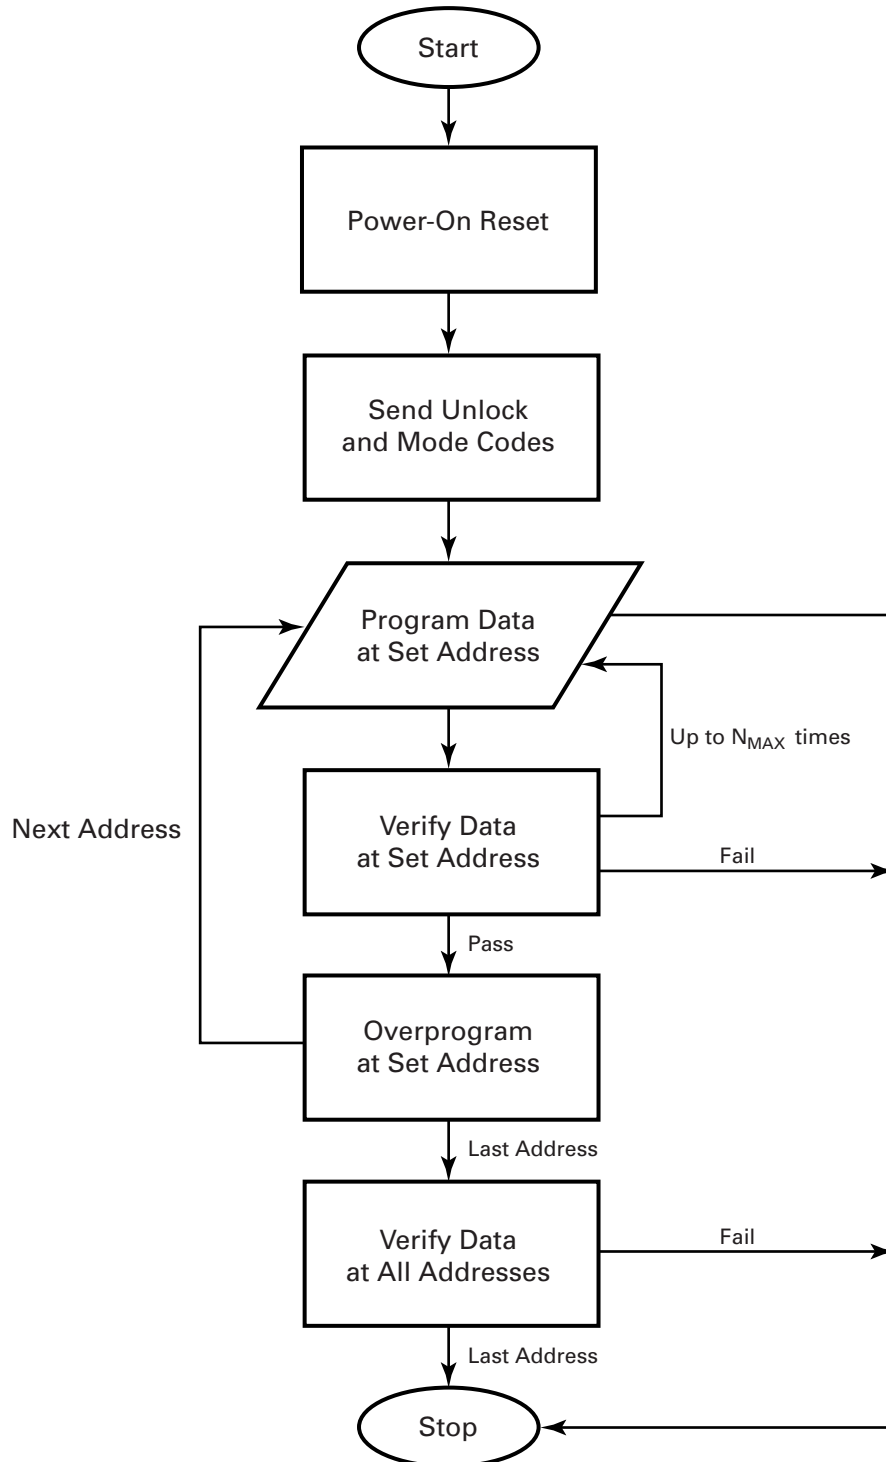 Start
Power-On Reset
Send Unlock
and Mode Codes
Program Data
at Set Address
Up to NMAX times
Next Address
Verify Data
at Set Address
Fail
Pass
Overprogram
at Set Address
Last Address
Verify Data
at All Addresses
Fail
Last Address
Stop